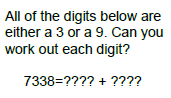 All of the digits below are
either a 3 or a 9. Can you
work out each digit?
7338=???? + ????